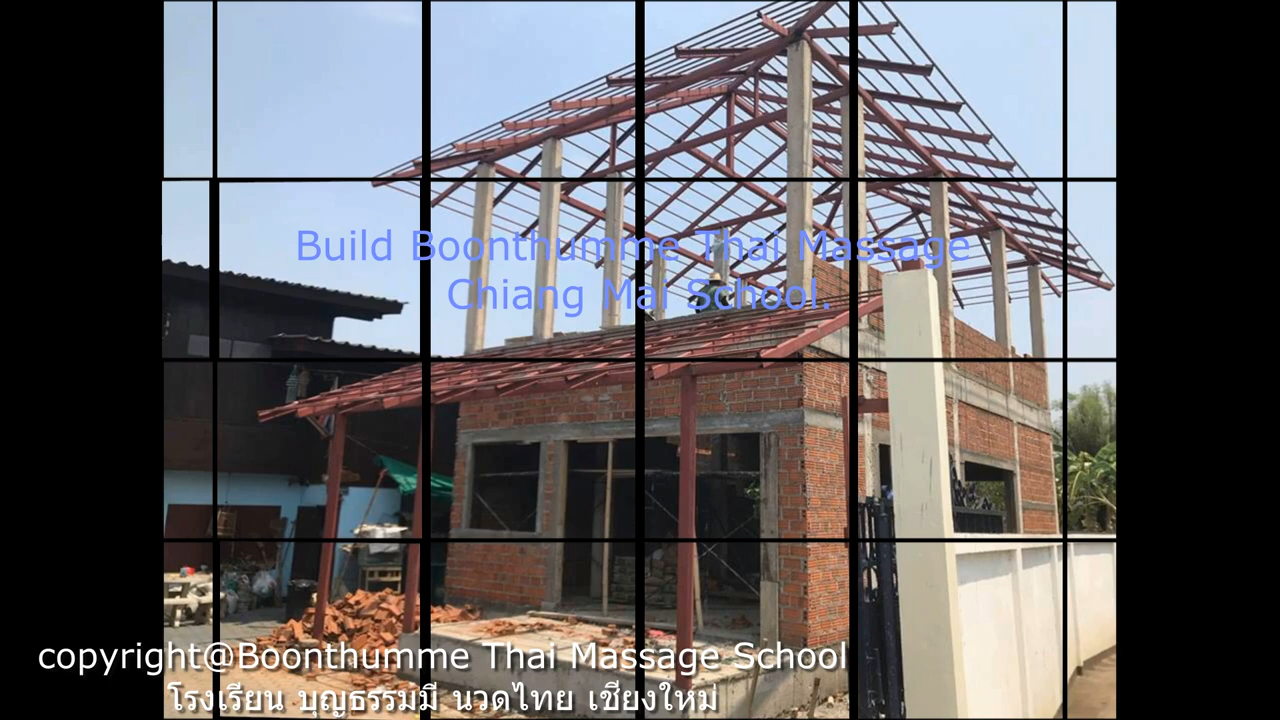 Build Boonthumme Thai Massage
Chiang Mai School.
copyright@Boonthumme Thai Massage School
โรงเรียน บุญธรรมมี นวดไทย เชียงใหม่